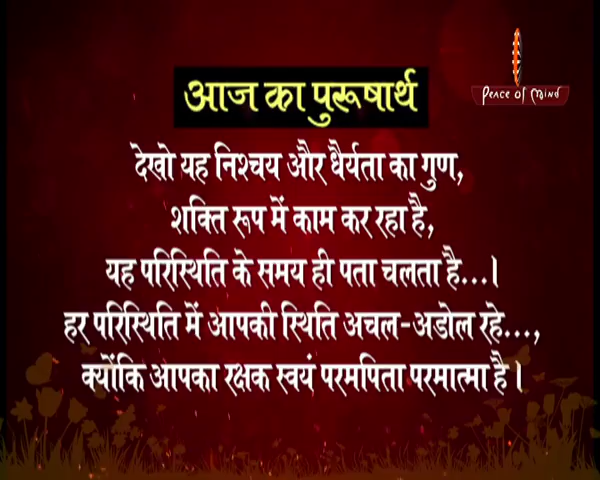 आज का पुरूषार्थ
Peace of Mind
देखो यह निश्चय और धैर्यता का गुण,
शक्ति रूप में काम कर रहा है,
यह परिस्थिति के समय ही पता चलता है...।
हर परिस्थिति में आपकी स्थिति अचल-अडोल रहे...,
क्योंकि आपका रक्षक स्वयं परमपिता परमात्मा है।